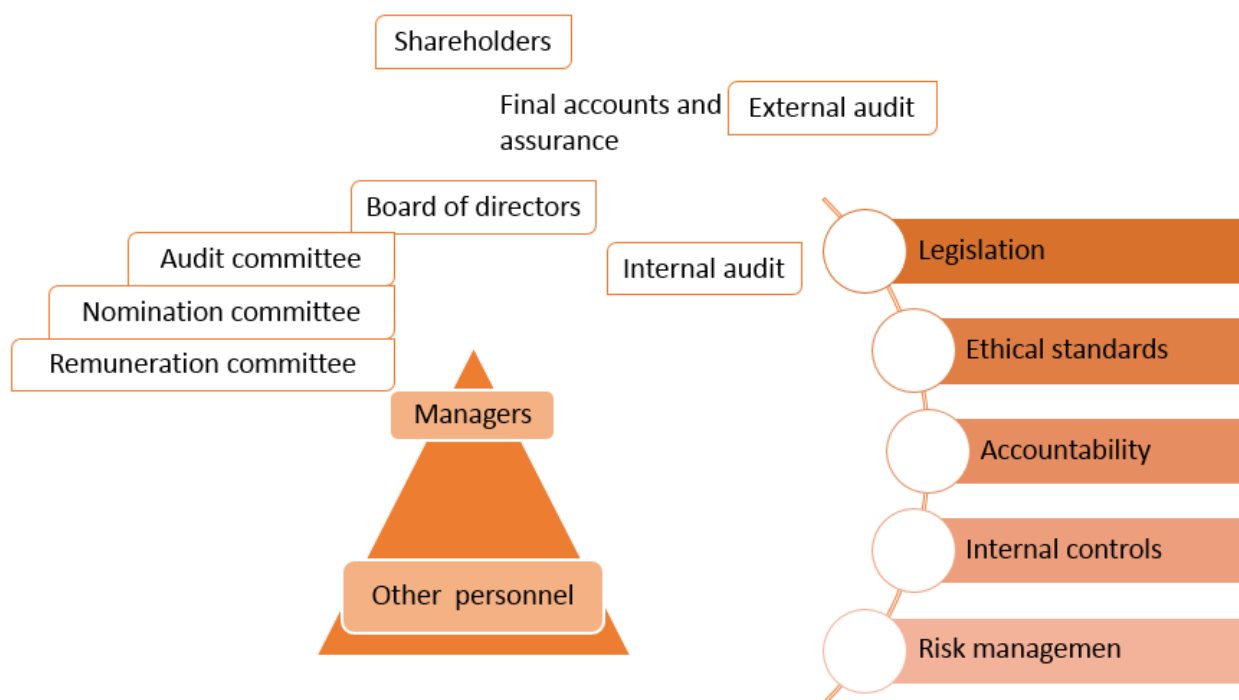 Shareholders
Final accounts and
assurance
External audit
Board of directors
Audit committee
Nomination committee
Remuneration committee
Internal audit
Managers
Other personnel
Legislation
Ethical standards
Accountability
Internal controls
Risk managemen